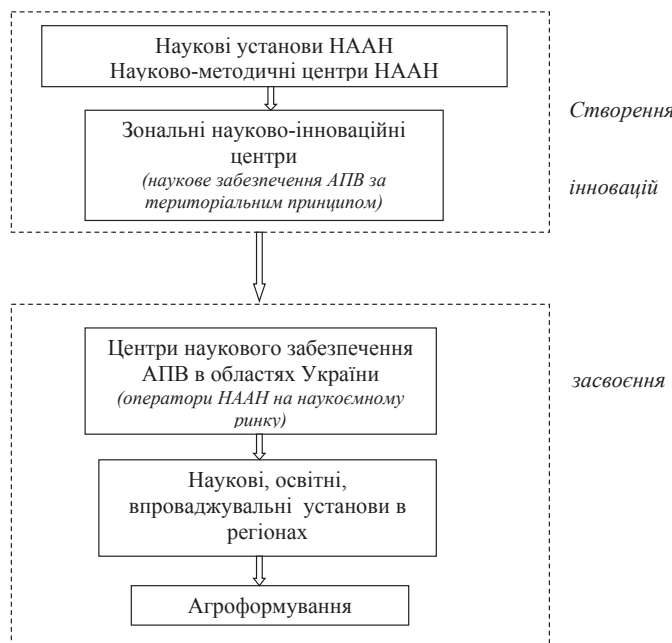 Наукові установи НААН
Науково-методичні центри НААН
Зональні науково-інноваційні
центри
(наукове забезпечення АПВ за
територіальним принципом)
Створення
інновацій
Центри наукового забезпечення
АПВ в областях України
(оператори НААН на наукоємному
ринку)
засвоєння
Наукові, освітні,
впроваджувальні установи в
регіонах
Агроформування